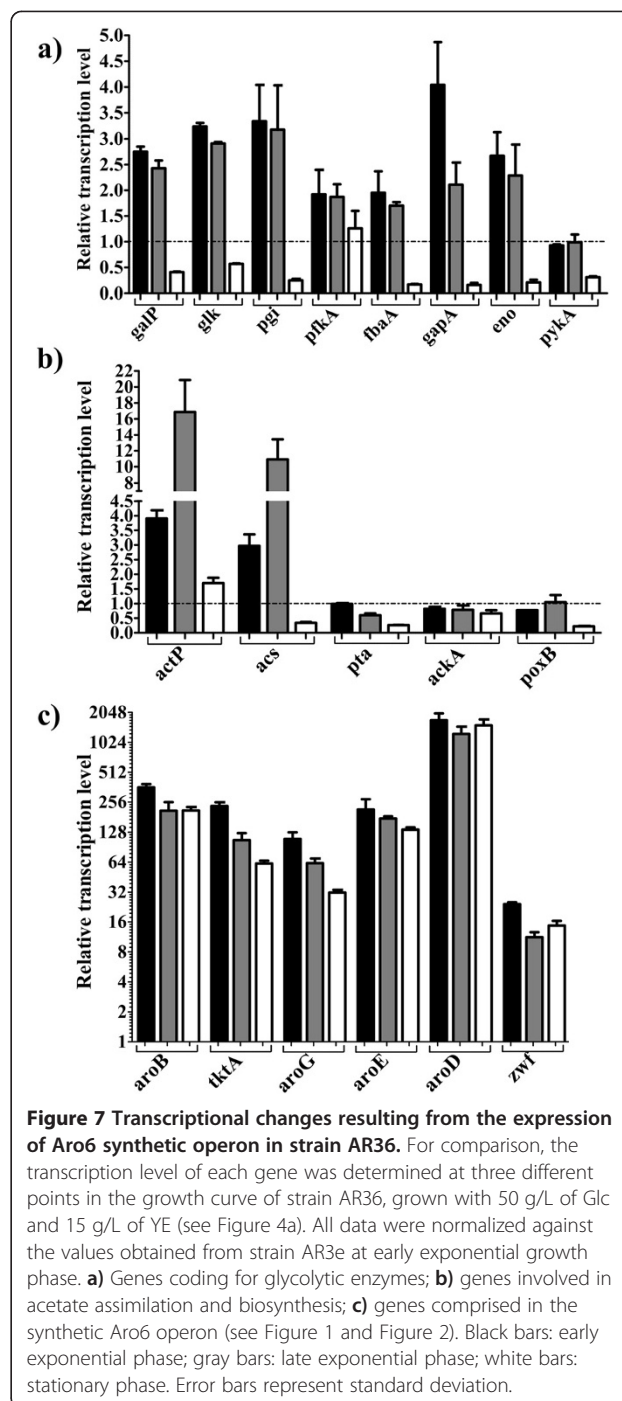 a)
Relative transcription level
5.0
4.5
4.0
3.5
3.0
2.5
2.0
1.5
1.0
0.5
0.0
galP glk pgi pfkA fbaA gapA eno pykA
b)
Relative transcription level
22
20
18
16
14
12
10
4.5
4.0
3.5
3.0
2.5
2.0
1.5
1.0
0.5
0.0
actP acs pta ackA poxB
c)
Relative transcription level
2048
1024
512
256
128
64
32
16
8
4
2
1
aroB tktA aroG aroE aroD zwf
Figure 7 Transcriptional changes resulting from the expression
of Aro6 synthetic operon in strain AR36. For comparison, the
transcription level of each gene was determined at three different
points in the growth curve of strain AR36, grown with 50 g/L of Glc
and 15 g/L of YE (see Figure 4a). All data were normalized against
the values obtained from strain AR3e at early exponential growth
phase. a) Genes coding for glycolytic enzymes; b) genes involved in
acetate assimilation and biosynthesis; c) genes comprised in the
synthetic Aro6 operon (see Figure 1 and Figure 2). Black bars: early
exponential phase; gray bars: late exponential phase; white bars:
stationary phase. Error bars represent standard deviation.